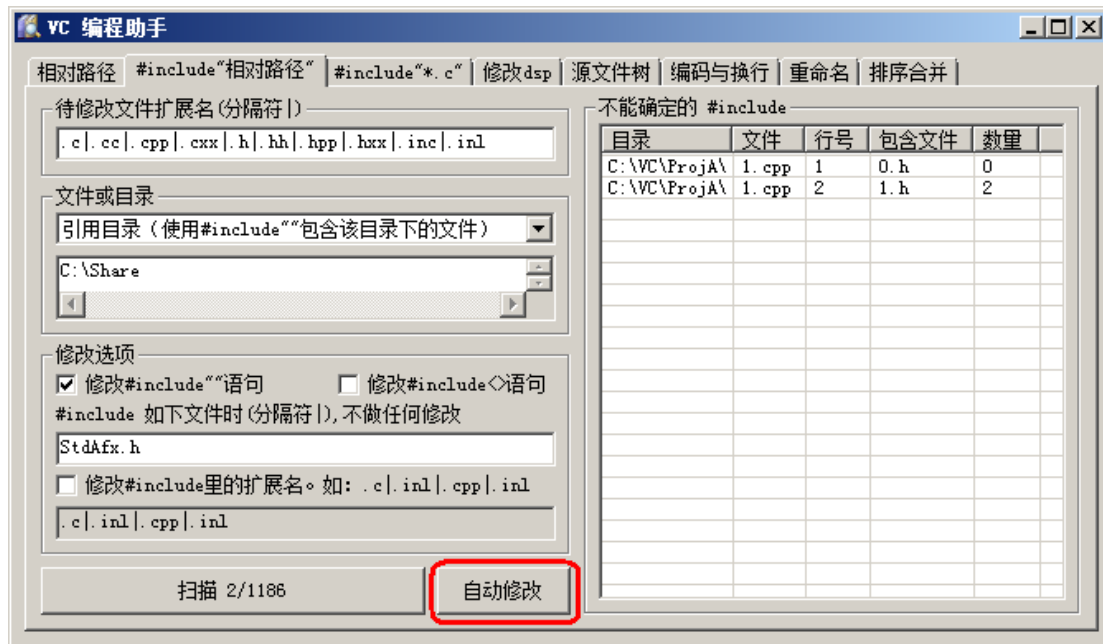 VC 编程助手
相对路径 #include"相对路径" #include"*.c" 修改dsp 源文件树 编码与换行 重命名 排序合并
待修改文件扩展名(分隔符|)
.c|.cc|.cpp|.cxx|.h|.hh|.hpp|.hxx|.inc|.inl
文件或目录
引用目录(使用#include""包含该目录下的文件)
C:\Share
修改选项
修改#include""语句 修改#include<>语句
#include 如下文件时(分隔符|),不做任何修改
StdAfx.h
修改#include里的扩展名。如: .c|.inl|.cpp|.inl
.c|.inl|.cpp|.inl
扫描 2/1186 自动修改
不能确定的 #include
目录 文件 行号 包含文件 数量
C:\VC\ProjA\ 1.cpp 1 0.h 0
C:\VC\ProjA\ 1.cpp 2 1.h 2